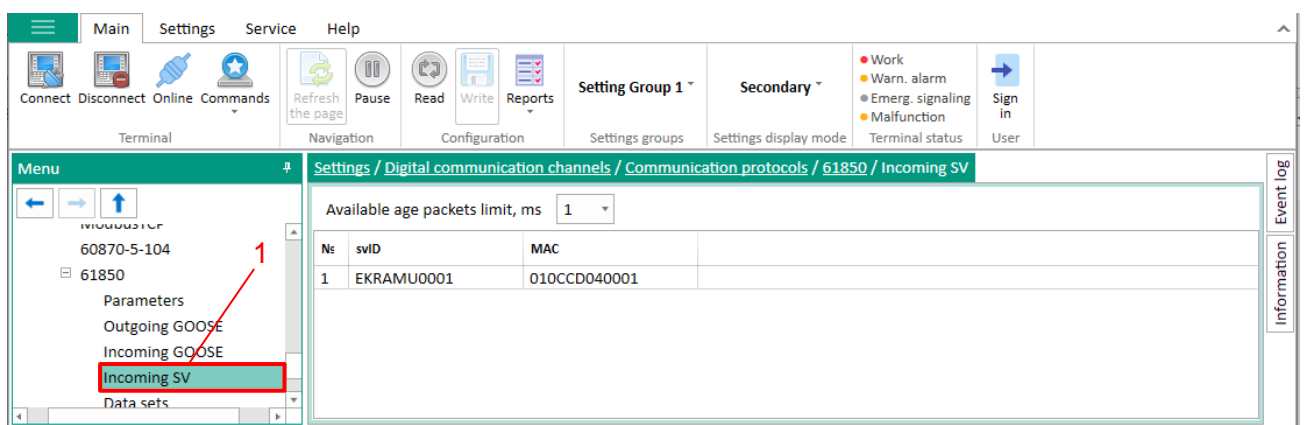 Main Settings Service Help
Connect Disconnect Online Commands
Terminal
Refresh the page
Pause
Navigation
Read Write Reports
Configuration
Setting Group 1
Settings groups
Secondary
Settings display mode
Work
Warn. alarm
Emerg. signaling
Malfunction
Terminal status
Sign in
User
Menu
ModbusTCP
60870-5-104
61850
Parameters
Outgoing GOOSE
Incoming GOOSE
Incoming SV
Data sets
1
Settings / Digital communication channels / Communication protocols / 61850 / Incoming SV
Available age packets limit, ms 1
№ svID MAC
1 EKRAMU0001 010CCD040001
Event log
Information